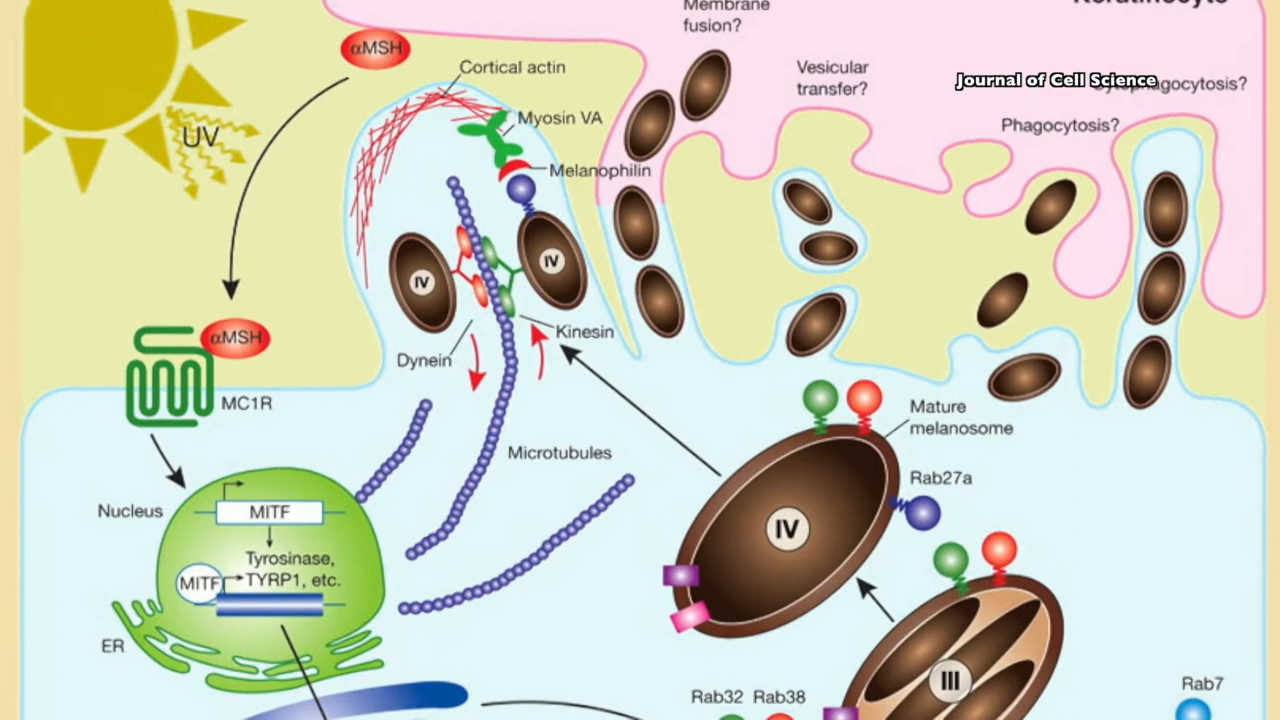 Membrane
fusion?
Keratinocyte
αMSH
Cortical actin
Vesicular
transfer?
Journal of Cell Science
Cytophagocytosis?
Myosin VA
Phagocytosis?
UV
Melanophilin
IV
IV
Kinesin
αMSH
Dynein
MC1R
Mature
melanosome
Microtubules
Rab27a
Nucleus
MITF
IV
Tyrosinase,
MITF
TYRP1, etc.
ER
III
Rab32 Rab38
Rab7